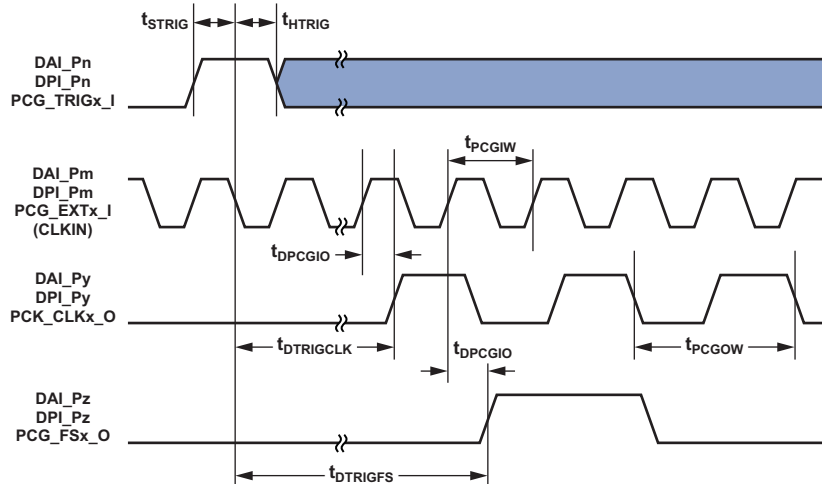 tSTRIG
tHTRIG
DAI_Pn
DPI_Pn
PCG_TRIGx_I
tPCGIW
DAI_Pm
DPI_Pm
PCG_EXTx_I
(CLKIN)
tDPCGIO
DAI_Py
DPI_Py
PCK_CLKx_O
tDTRIGCLK
tDPCGIO
tPCGOW
DAI_Pz
DPI_Pz
PCG_FSx_O
tDTRIGFS